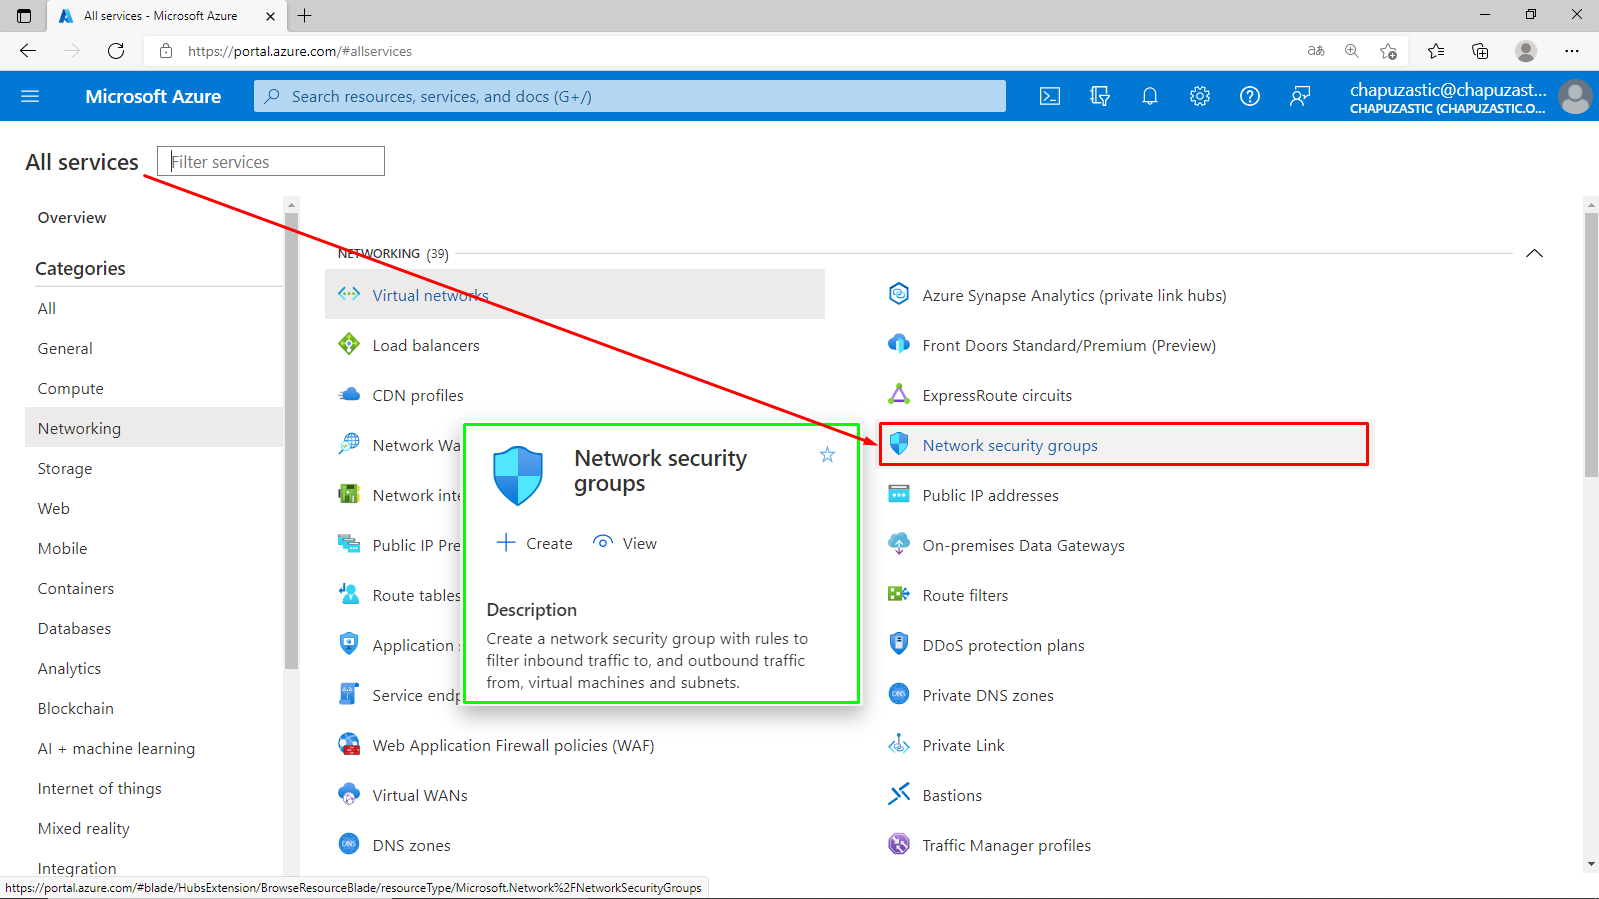 All services - Microsoft Azure
https://portal.azure.com/#allservices
aあ
Microsoft Azure
Search resources, services, and docs (G+/)
chapuzastic@chapuzast...
CHAPUZASTIC (CHAPUZASTIC.O...
All services
Filter services
Overview
Categories
All
General
Compute
Networking
Storage
Web
Mobile
Containers
Databases
Analytics
Blockchain
AI + machine learning
Internet of things
Mixed reality
Integration
NETWORKING (39)
Virtual networks
Load balancers
CDN profiles
Network Wa
Network inte
Public IP Pre
Route tables
Application s
Service endp
Web Application Firewall policies (WAF)
Virtual WANs
DNS
DNS zones
Azure Synapse Analytics (private link hubs)
Front Doors Standard/Premium (Preview)
ExpressRoute circuits
Network security groups
Public IP addresses
On-premises Data Gateways
Route filters
DDoS protection plans
DNS
Private DNS zones
Private Link
Bastions
Traffic Manager profiles
Network security
groups
Create
View
Description
Create a network security group with rules to
filter inbound traffic to, and outbound traffic
from, virtual machines and subnets.
https://portal.azure.com/#blade/HubsExtension/BrowseResourceBlade/resourceType/Microsoft.Network%2FNetworkSecurityGroups